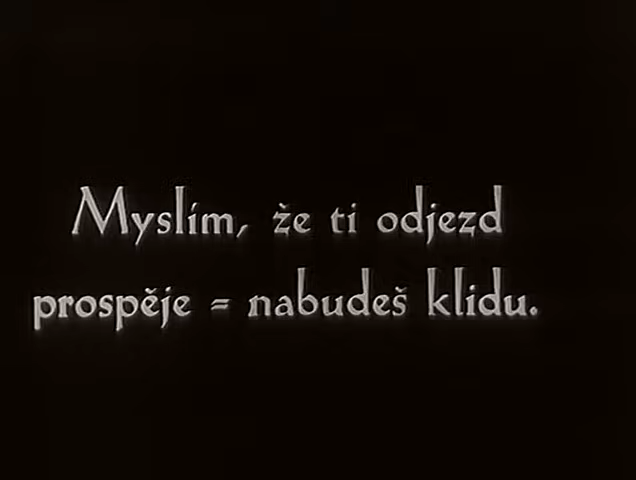 Myslím, že ti odjezd
prospěje = nabudeš klidu.